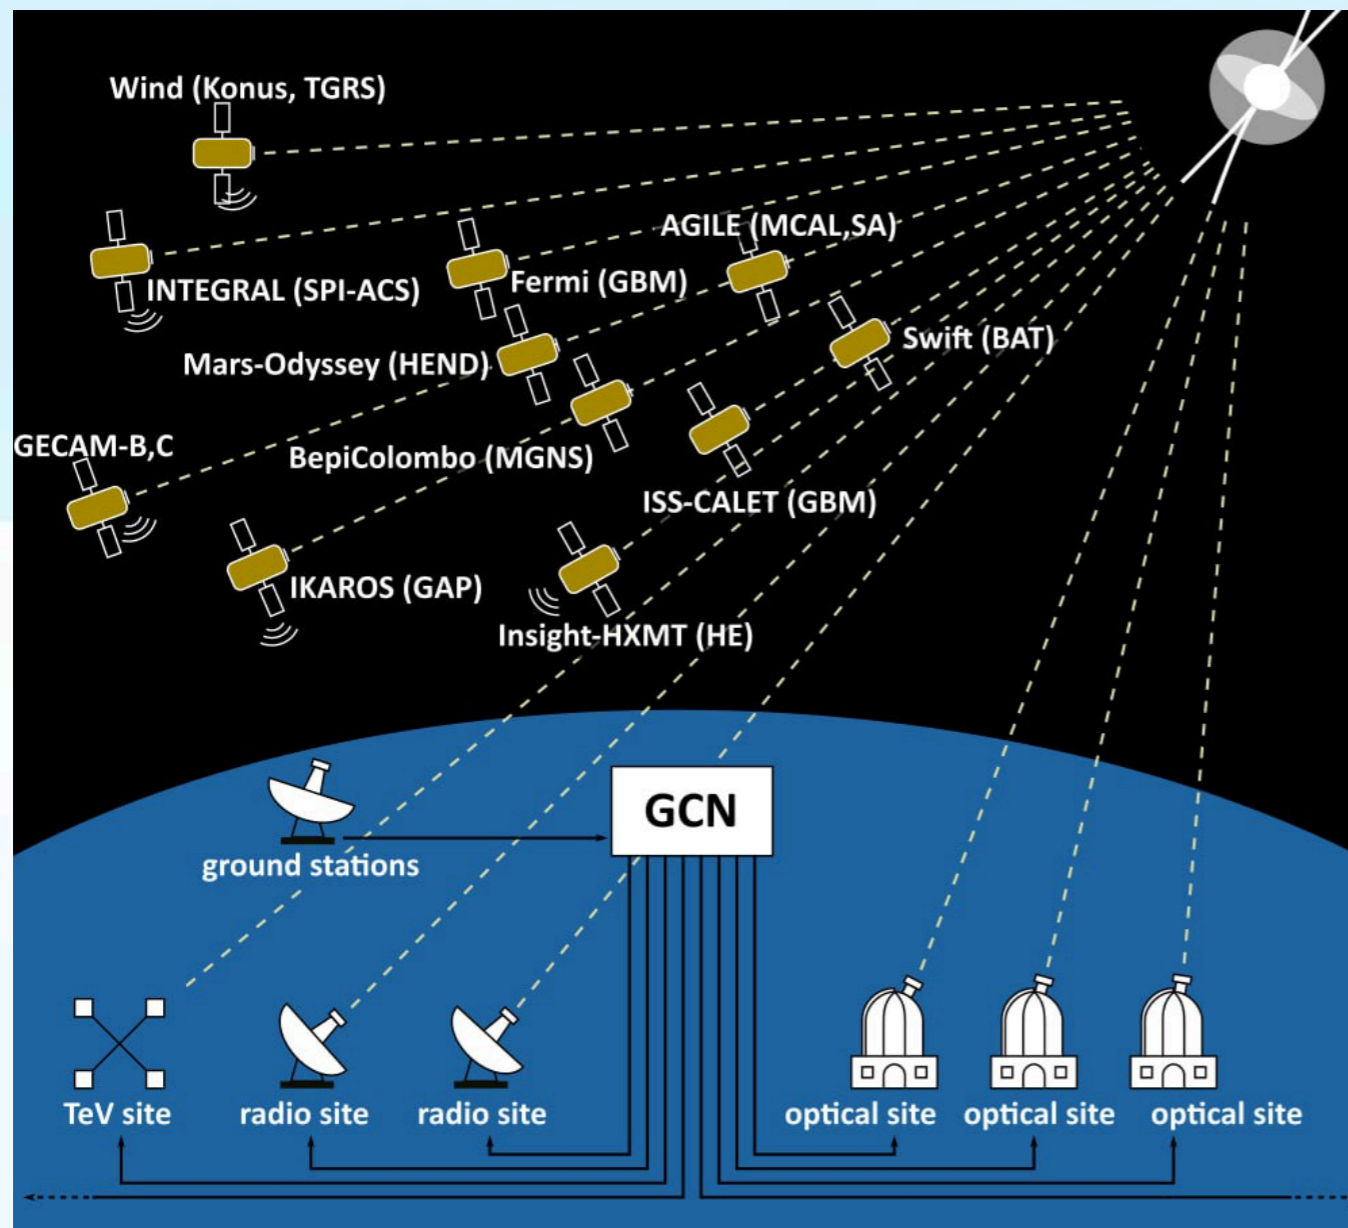 Wind (Konus, TGRS)
AGILE (MCAL,SA)
INTEGRAL (SPI-ACS)
Fermi (GBM)
Swift (BAT)
Mars-Odyssey (HEND)
GECAM-B,C
BepiColombo (MGNS)
ISS-CALET (GBM)
IKAROS (GAP)
Insight-HXMT (HE)
GCN
ground stations
TeV site
radio site
radio site
optical site
optical site
optical site